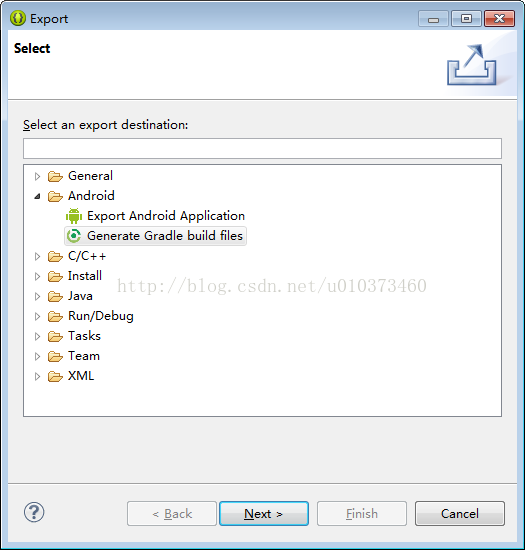 Export
Select
Select an export destination:
General
Android
Export Android Application
Generate Gradle build files
C/C++
Install
http://blog.csdn.net/u010373460
Java
Run/Debug
Tasks
Team
XML
?
< Back
Next >
Finish
Cancel